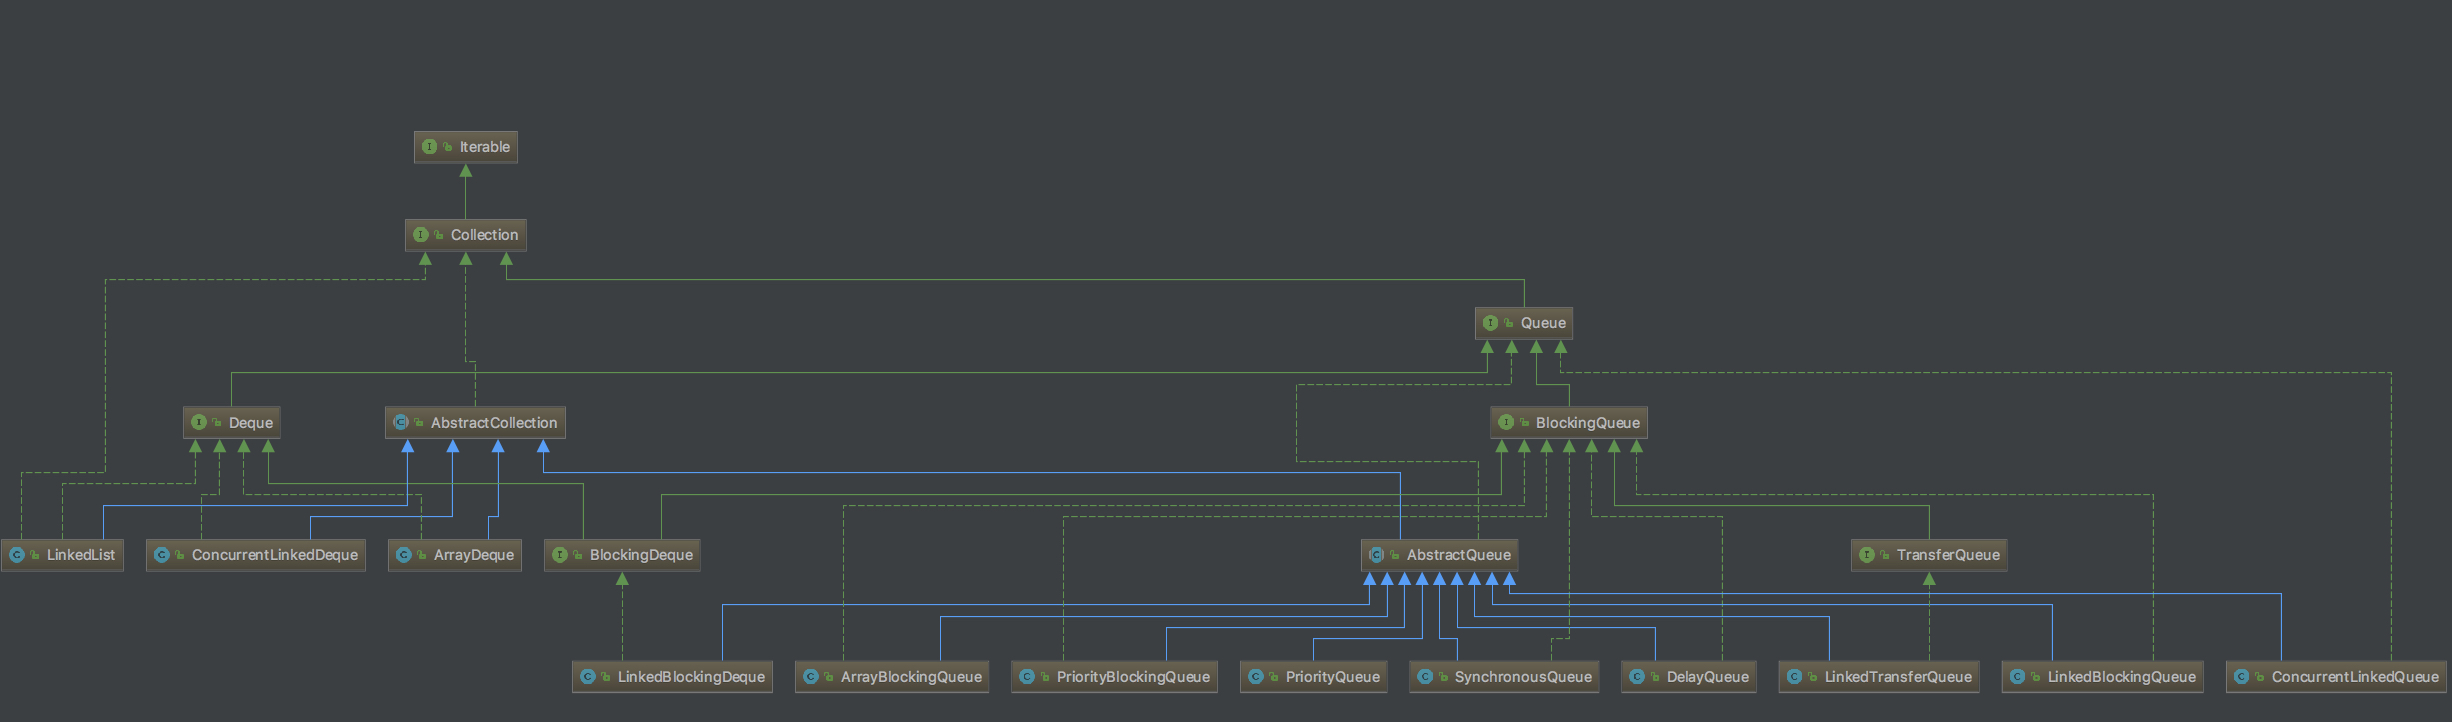 Iterable
Collection
Queue
Deque
AbstractCollection
BlockingQueue
LinkedList
ConcurrentLinkedDeque
ArrayDeque
BlockingDeque
AbstractQueue
TransferQueue
LinkedBlockingDeque
ArrayBlockingQueue
PriorityBlockingQueue
PriorityQueue
SynchronousQueue
DelayQueue
LinkedTransferQueue
LinkedBlockingQueue
ConcurrentLinkedQueue